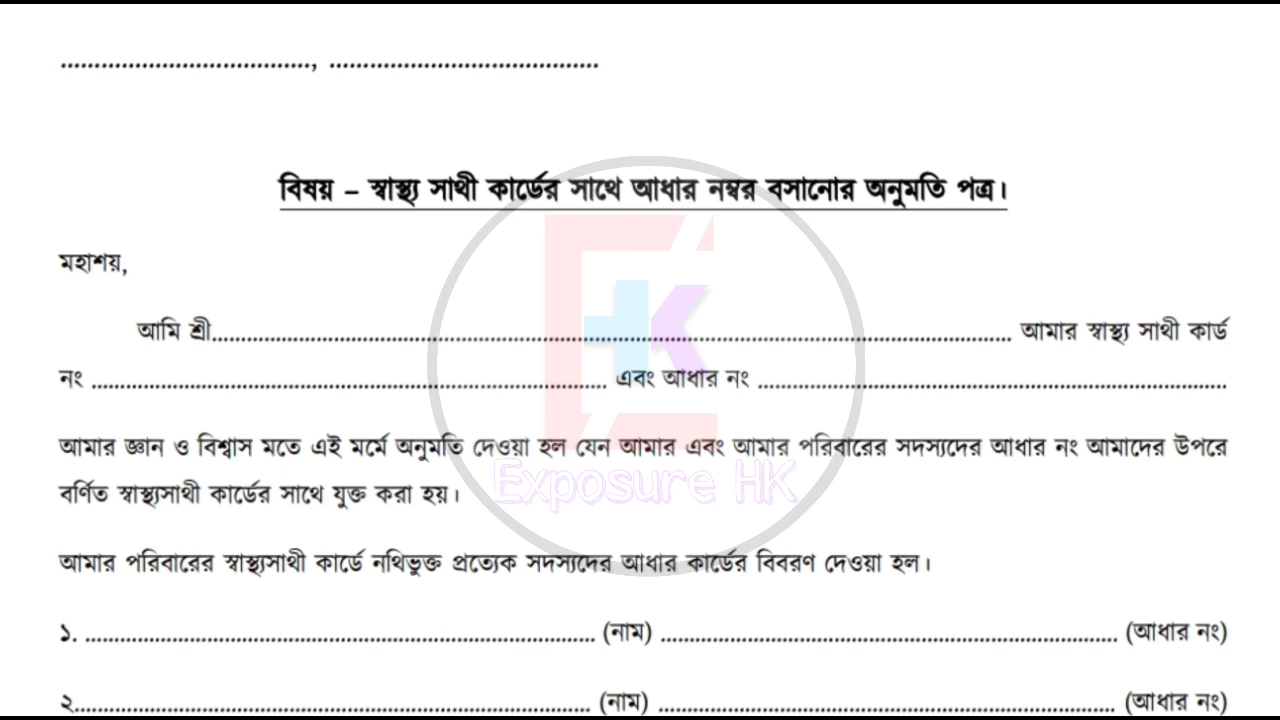 ....................................., ........................................
বিষয় – স্বাস্থ্য সাথী কার্ডের সাথে আধার নম্বর বসানোর অনুমতি পত্র।
মহাশয়,
আমি শ্রী........................................................................................................................ আমার স্বাস্থ্য সাথী কার্ড
নং ............................................................................. এবং আধার নং ......................................................................
আমার জ্ঞান ও বিশ্বাস মতে এই মর্মে অনুমতি দেওয়া হল যেন আমার এবং আমার পরিবারের সদস্যদের আধার নং আমাদের উপরে
বর্ণিত স্বাস্থ্যসাথী কার্ডের সাথে যুক্ত করা হয়।
Exposure HK
আমার পরিবারের স্বাস্থ্যসাথী কার্ডে নথিভুক্ত প্রত্যেক সদস্যদের আধার কার্ডের বিবরণ দেওয়া হল।
১. ............................................................................ (নাম) .................................................................... (আধার নং)
২............................................................................. (নাম) .................................................................... (আধার নং)